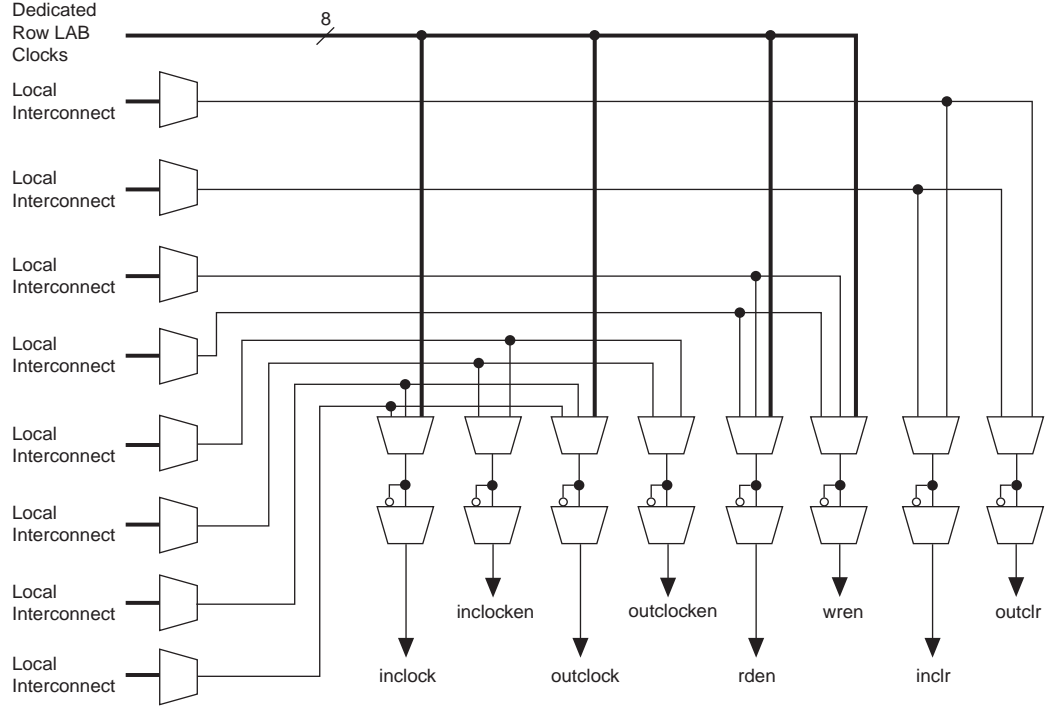 Dedicated
Row LAB
Clocks
8
Local
Interconnect
Local
Interconnect
Local
Interconnect
Local
Interconnect
Local
Interconnect
Local
Interconnect
Local
Interconnect
Local
Interconnect
inclocken
outclocken
wren
outclr
inclock
outclock
rden
inclr